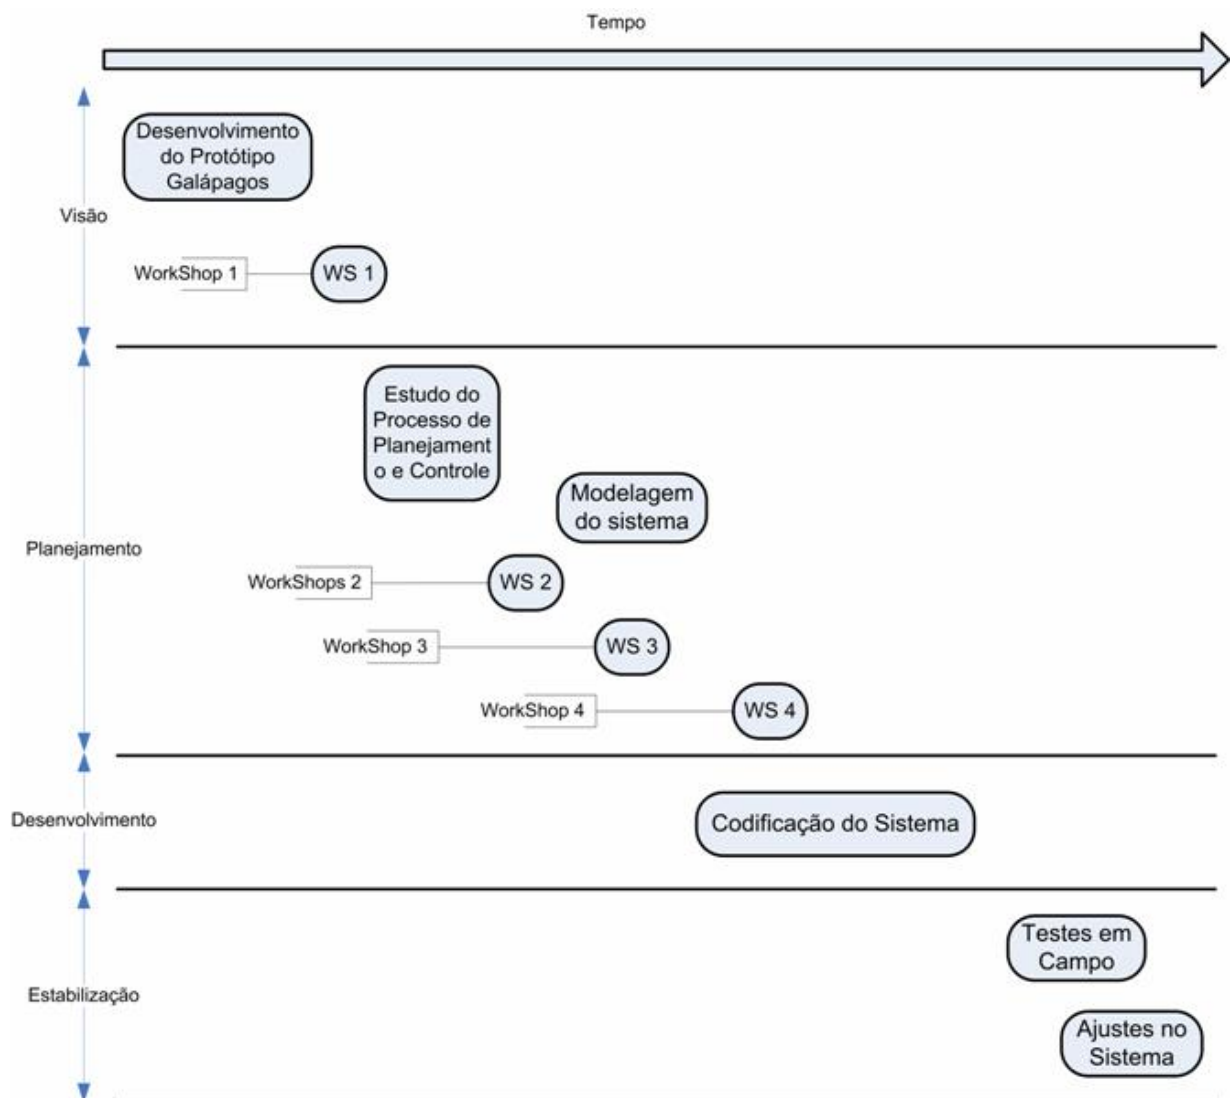 Tempo
Desenvolvimento
do Protótipo
Galápagos
Visão
WorkShop 1
WS 1
Estudo do
Processo de
Planejament
o e Controle
Modelagem
do sistema
Planejamento
WorkShops 2
WS 2
WorkShop 3
WS 3
WorkShop 4
WS 4
Desenvolvimento
Codificação do Sistema
Testes em
Campo
Estabilização
Ajustes no
Sistema